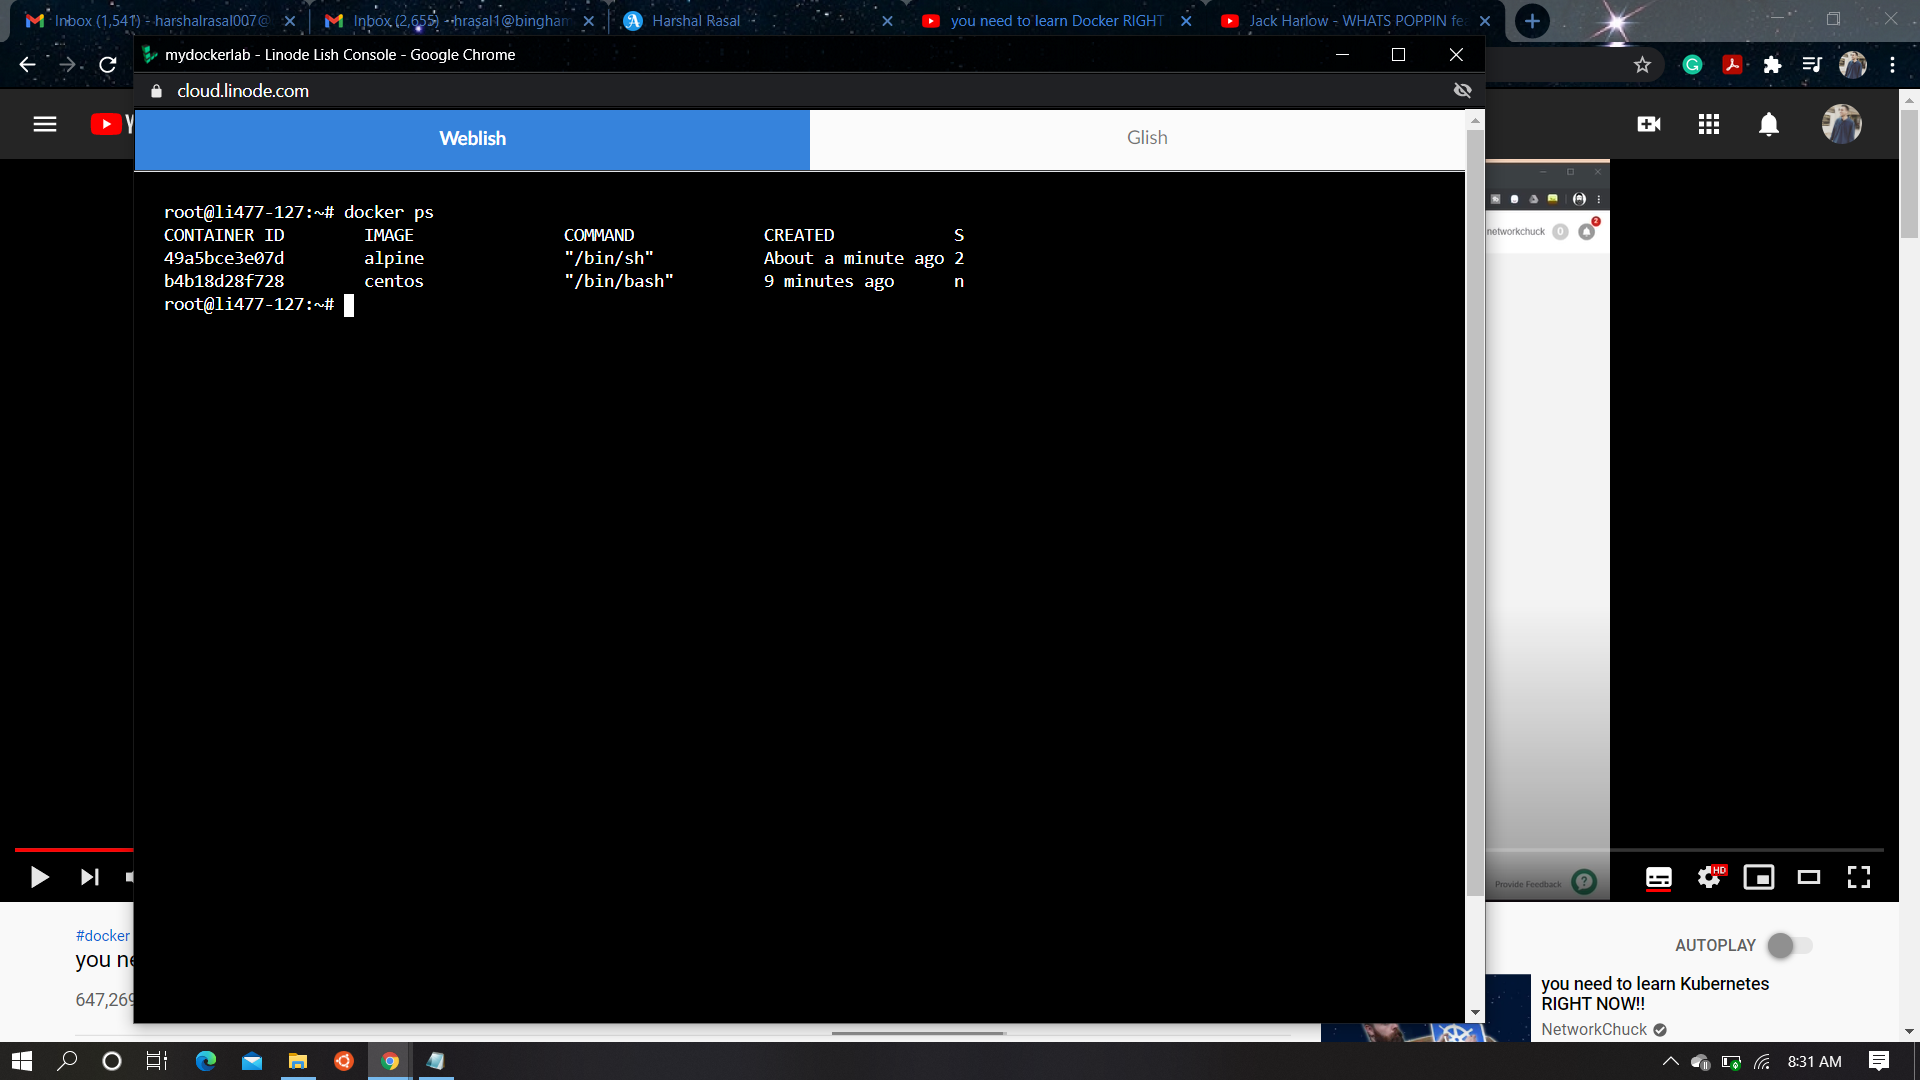 Inbox (1,541) - harshalrasal007@
Inbox (2,655) - hrasal1@bingham
Harshal Rasal
you need to learn Docker RIGHT
Jack Harlow - WHATS POPPIN fe
mydockerlab - Linode Lish Console - Google Chrome
cloud.linode.com
Weblish
Glish
root@li477-127:~# docker ps
CONTAINER ID IMAGE COMMAND CREATED S
49a5bce3e07d alpine "/bin/sh" About a minute ago 2
b4b18d28f728 centos "/bin/bash" 9 minutes ago n
root@li477-127:~#
networkchuck
0
2
Provide Feedback
HD
#docker
you ne
647,269
AUTOPLAY
you need to learn Kubernetes
RIGHT NOW!!
NetworkChuck
8:31 AM